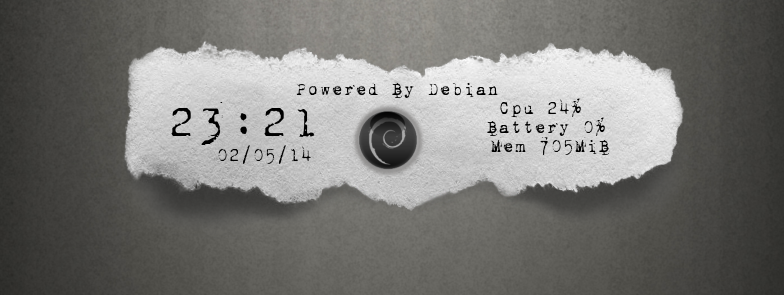 Powered By Debian
23:21
02/05/14
Cpu 24%
Battery 0%
Mem 705MiB